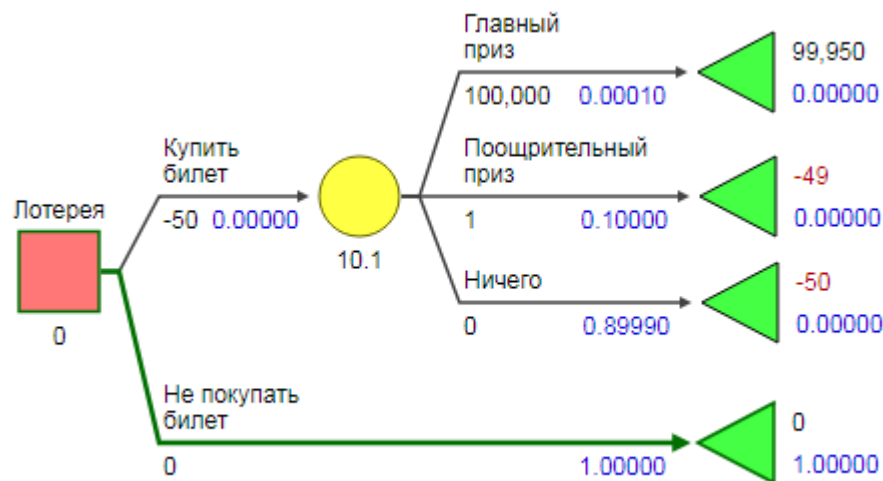 Главный
приз
100,000 0.00010
99,950
0.00000
Купить
билет
-50 0.00000
10.1
Поощрительный
приз
1 0.10000
-49
0.00000
Лотерея
0
Ничего
0 0.89990
-50
0.00000
Не покупать
билет
0 1.00000
0
1.00000